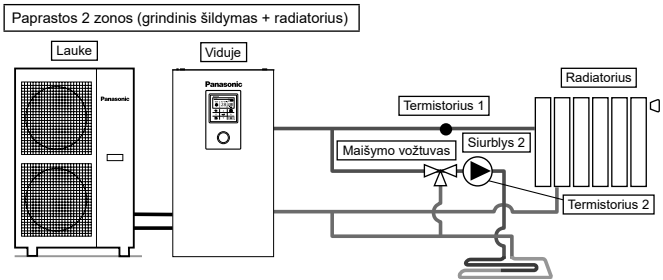 Paprastos 2 zonos (grindinis šildymas + radiatorius)
Lauke
Viduje
Panasonic
Panasonic
Radiatorius
Termistorius 1
Maišymo vožtuvas
Siurblys 2
Termistorius 2